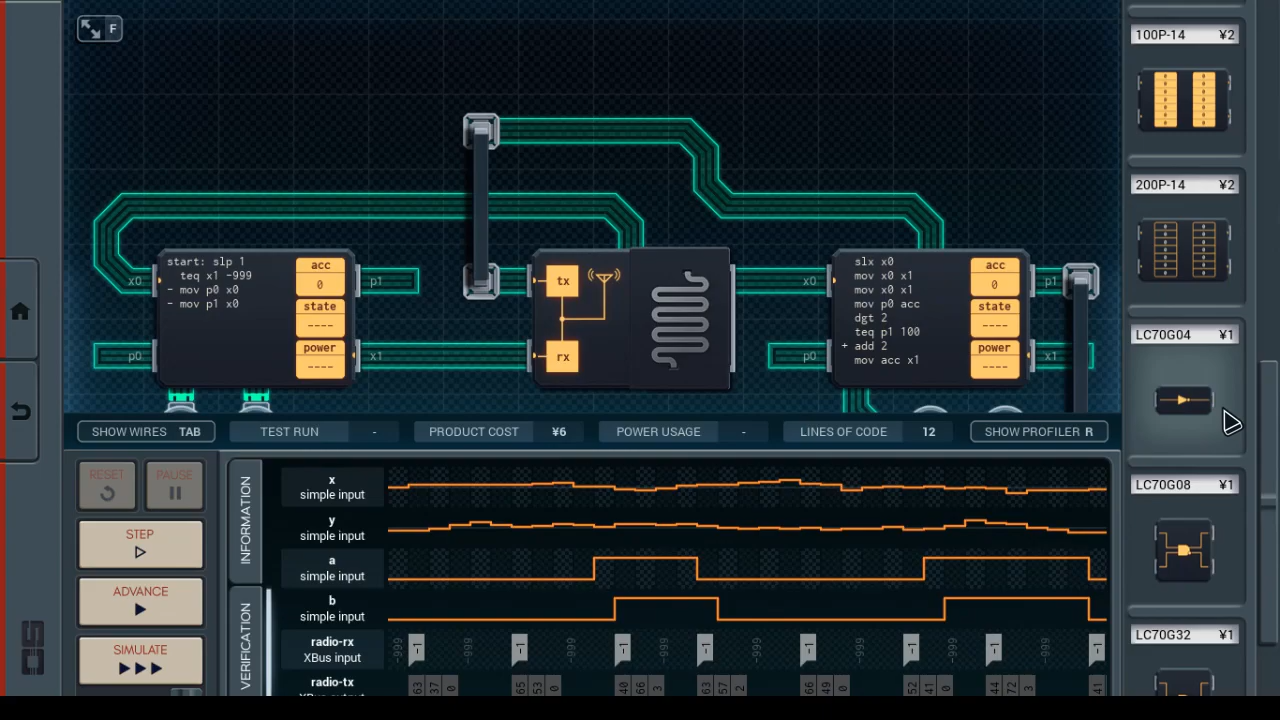 F
100P-14 ¥2
200P-14 ¥2
LC70G04 ¥1
LC70G08 ¥1
LC70G32 ¥1
start: slp 1
teq x1 -999
- mov p0 x0
- mov p1 x0
acc
0
state
----
power
----
x0
p1
p0
x1
tx
rx
slx x0
mov x0 x1
mov x0 x1
mov p0 acc
dgt 2
teq p1 100
+ add 2
mov acc x1
acc
0
state
----
power
----
x0
p1
p0
x1
SHOW WIRES TAB
TEST RUN -
PRODUCT COST ¥6
POWER USAGE -
LINES OF CODE 12
SHOW PROFILER R
RESET
PAUSE
STEP
ADVANCE
SIMULATE
INFORMATION
VERIFICATION
x
simple input
y
simple input
a
simple input
b
simple input
radio-rx
XBus input
-999 -1 -999 -1 -999 -1 -999 -1 -999 -1 -999 -1 -999 -1 -999 -1
radio-tx
XBus output
63 37 0 65 53 0 40 66 3 63 57 2 66 49 0 52 41 0 44 72 3 41